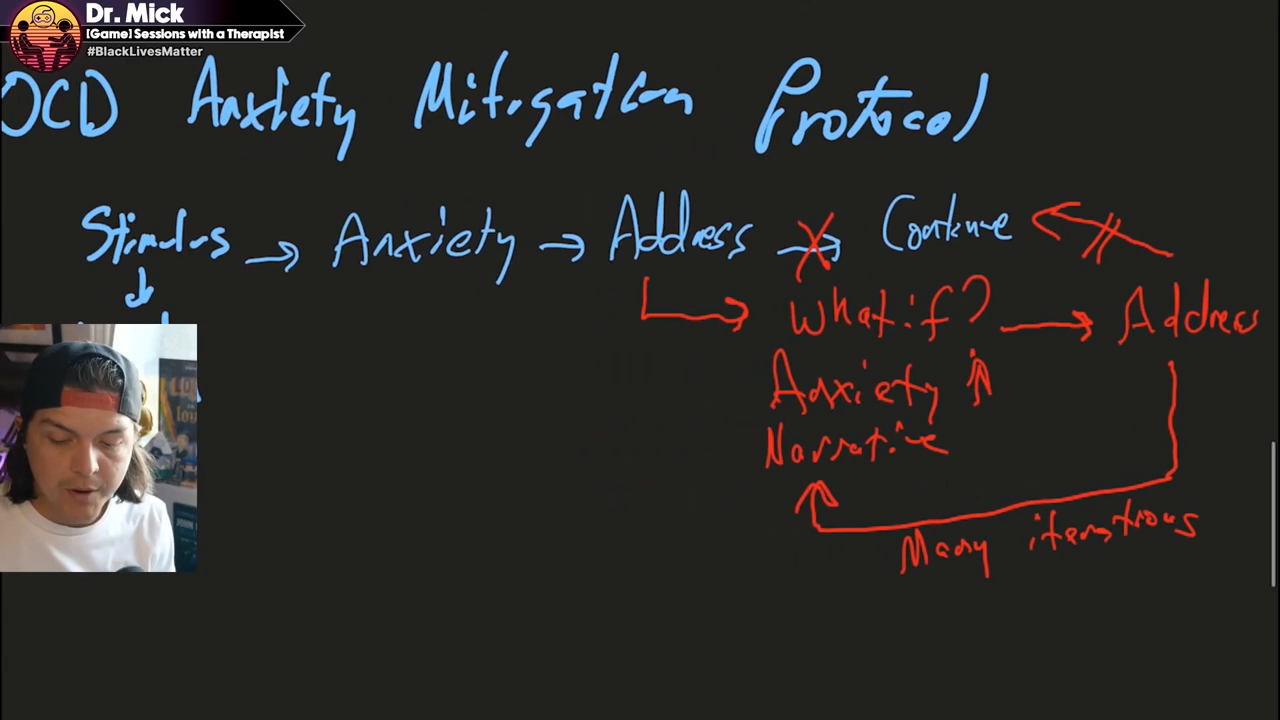 Dr. Mick
[Game] Sessions with a Therapist
#BlackLivesMatter
OCD Anxiety Mitigation Protocol
Stimulus → Anxiety → Address → Continue
What if? → Address
Anxiety ↑
Narrative
Many iterations